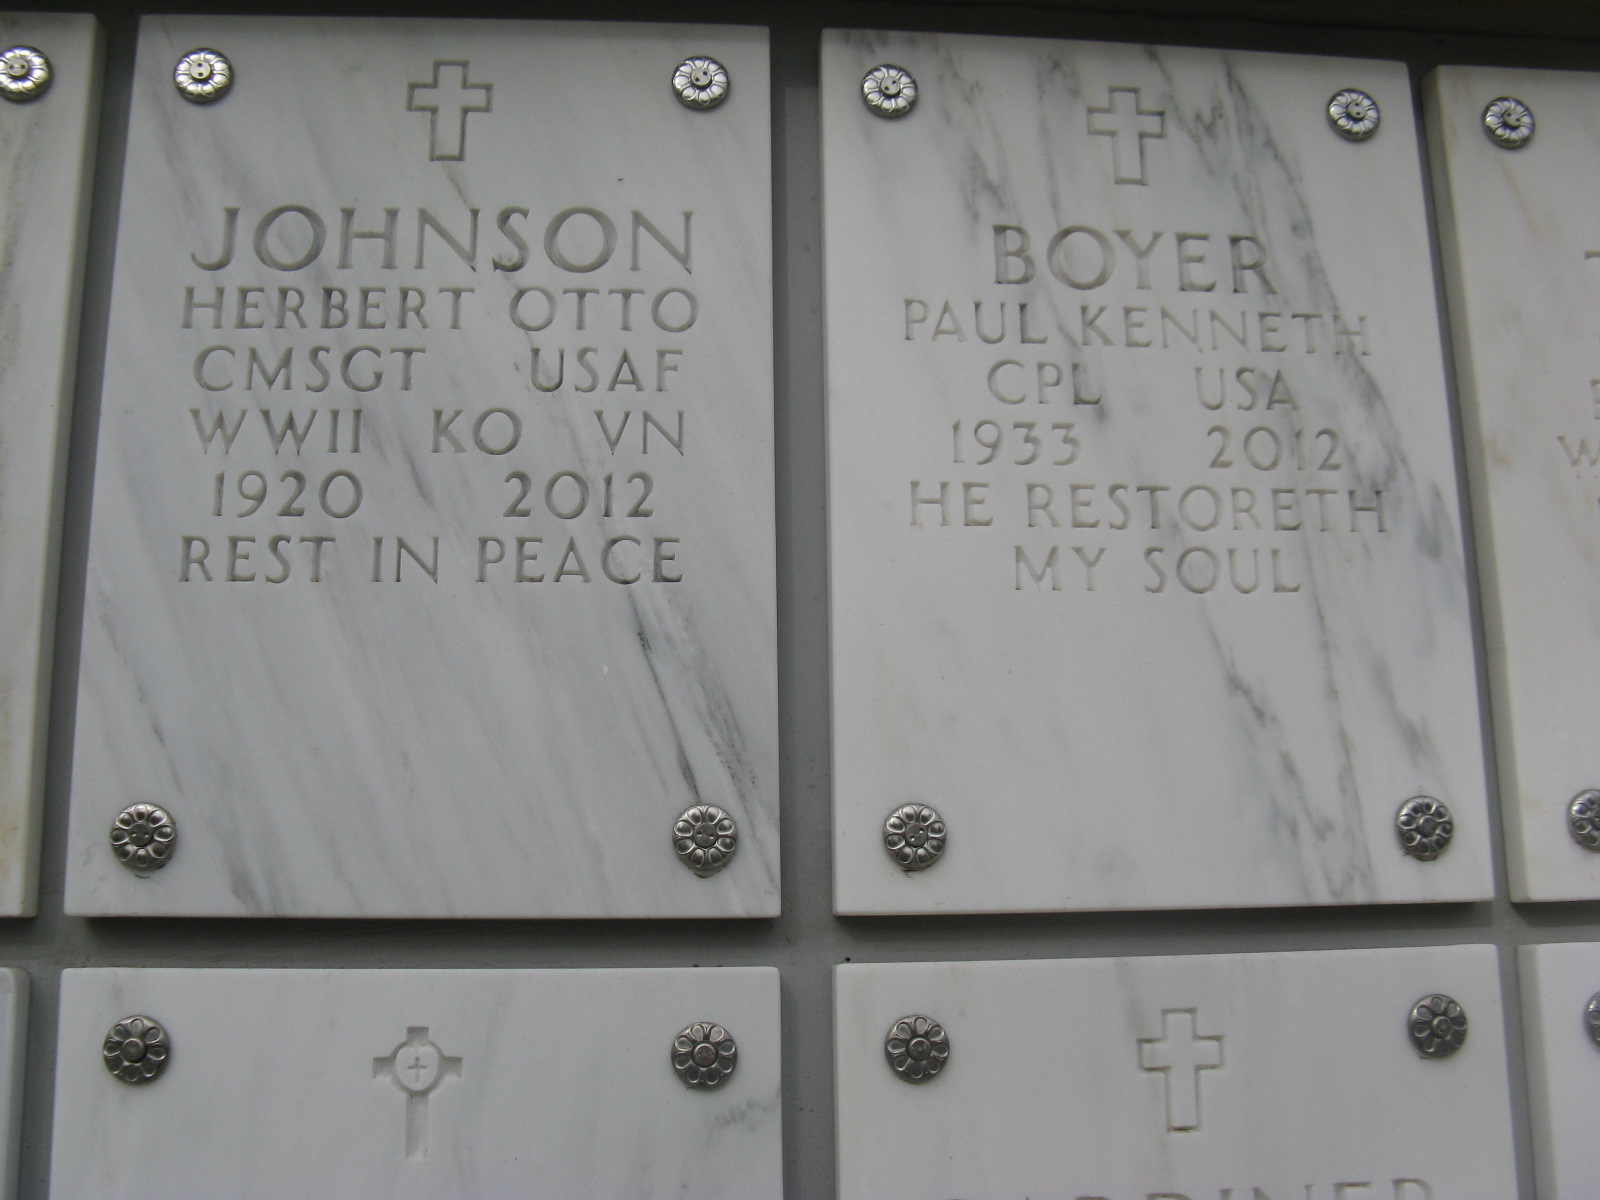 JOHNSON
HERBERT OTTO
CMSGT USAF
WWII KO VN
1920 2012
REST IN PEACE
BOYER
PAUL KENNETH
CPL USA
1933 2012
HE RESTORETH
MY SOUL